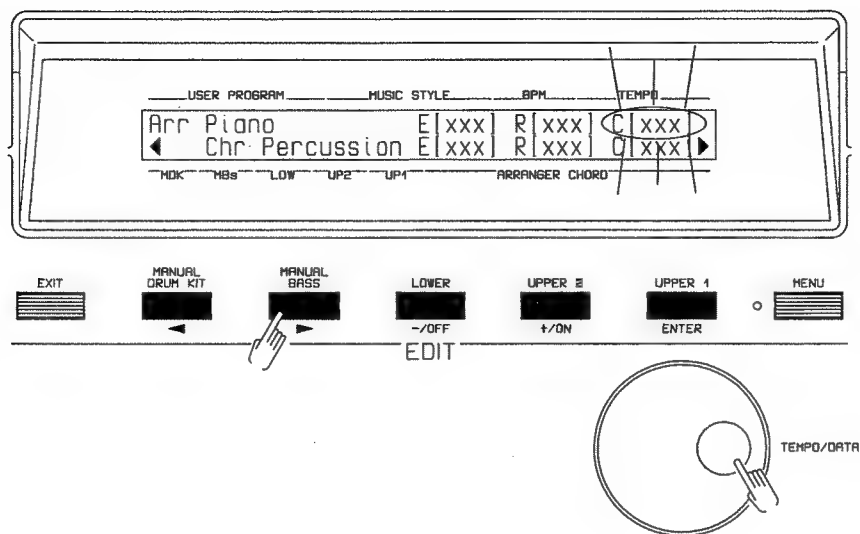 USER PROGRAM MUSIC STYLE BPM TEMPO
Arr Piano E[xxx] R[xxx] C[xxx]
◀ Chr Percussion E[xxx] R[xxx] C[xxx] ▶
MDK MBs LOW UP2 UP1 ARRANGER CHORD
EXIT MANUAL DRUM KIT MANUAL BASS LOWER UPPER 2 UPPER 1 MENU
◀ ▶ -/OFF +/ON ENTER
EDIT
TEMPO/DATA